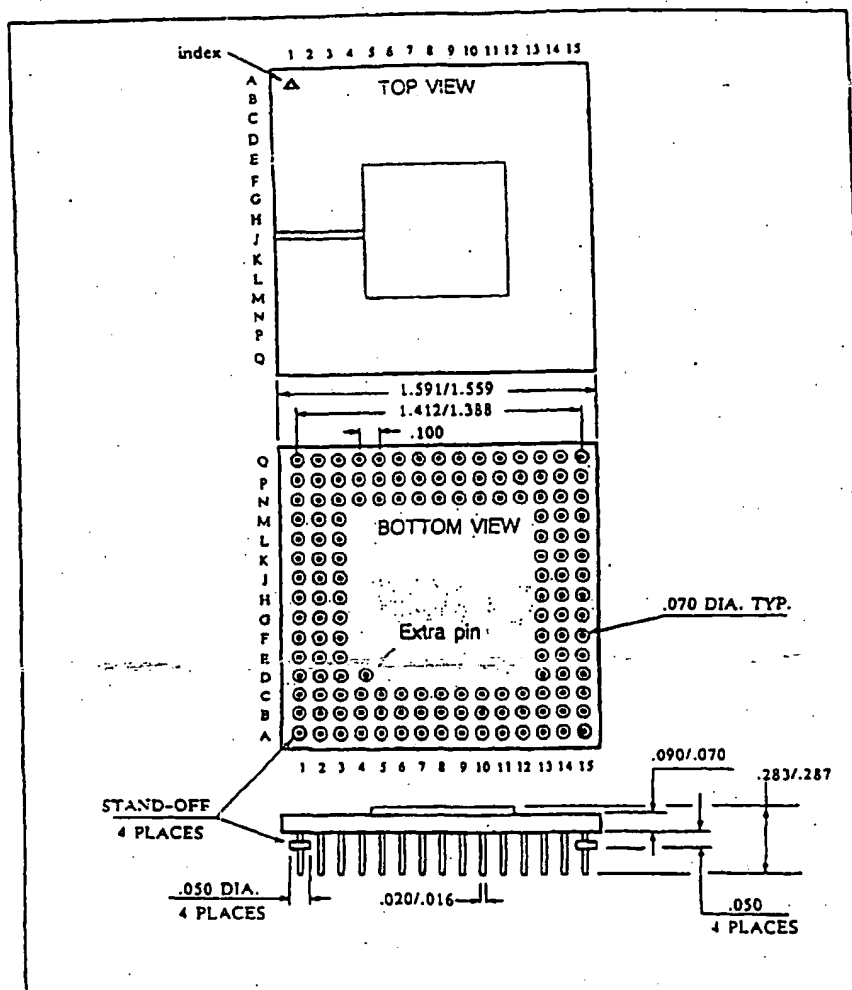 index
1 2 3 4 5 6 7 8 9 10 11 12 13 14 15
A
B
C
D
E
F
G
H
J
K
L
M
N
P
Q
TOP VIEW
1.591/1.559
1.412/1.388
.100
Q
P
N
M
L
K
J
H
G
F
E
D
C
B
A
BOTTOM VIEW
Extra pin
.070 DIA. TYP.
1 2 3 4 5 6 7 8 9 10 11 12 13 14 15
.090/.070
.283/.287
STAND-OFF
4 PLACES
.050 DIA.
4 PLACES
.020/.016
.050
4 PLACES